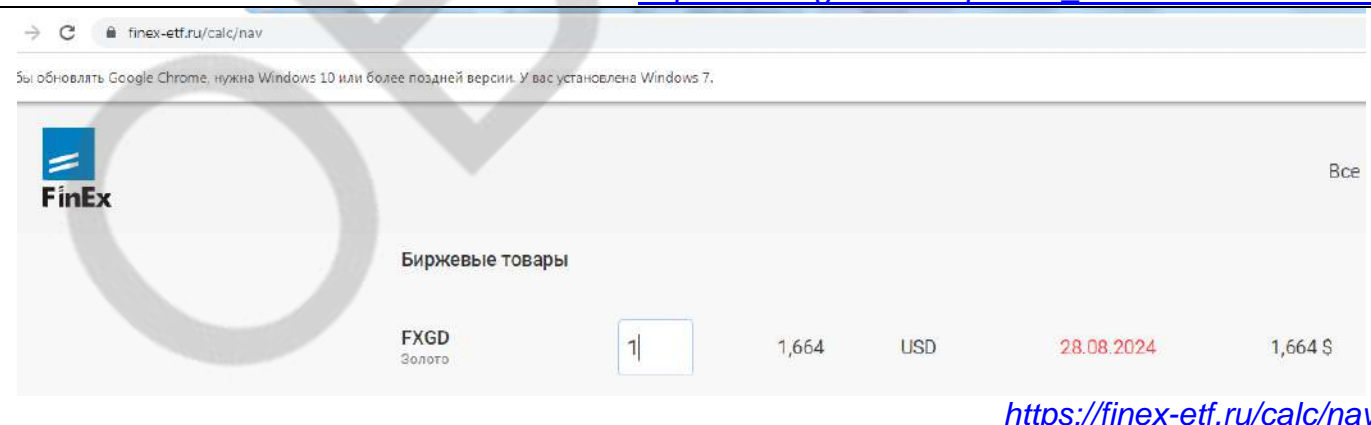 finex-etf.ru/calc/nav
бы обновлять Google Chrome, нужна Windows 10 или более поздней версии. У вас установлена Windows 7.
FinEx
Все
Биржевые товары
FXGD 1 1,664 USD 28.08.2024 1,664 $
Золото
https://finex-etf.ru/calc/nav